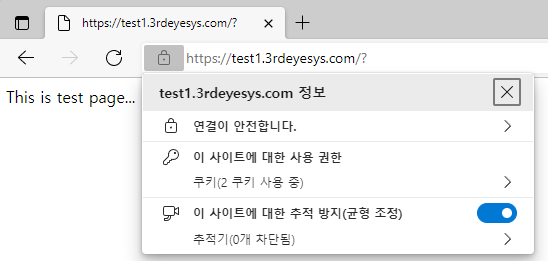 https://test1.3rdeyesys.com/?
https://test1.3rdeyesys.com/?
This is test page...
test1.3rdeyesys.com 정보
연결이 안전합니다.
이 사이트에 대한 사용 권한
쿠키(2 쿠키 사용 중)
이 사이트에 대한 추적 방지(균형 조정)
추적기(0개 차단됨)